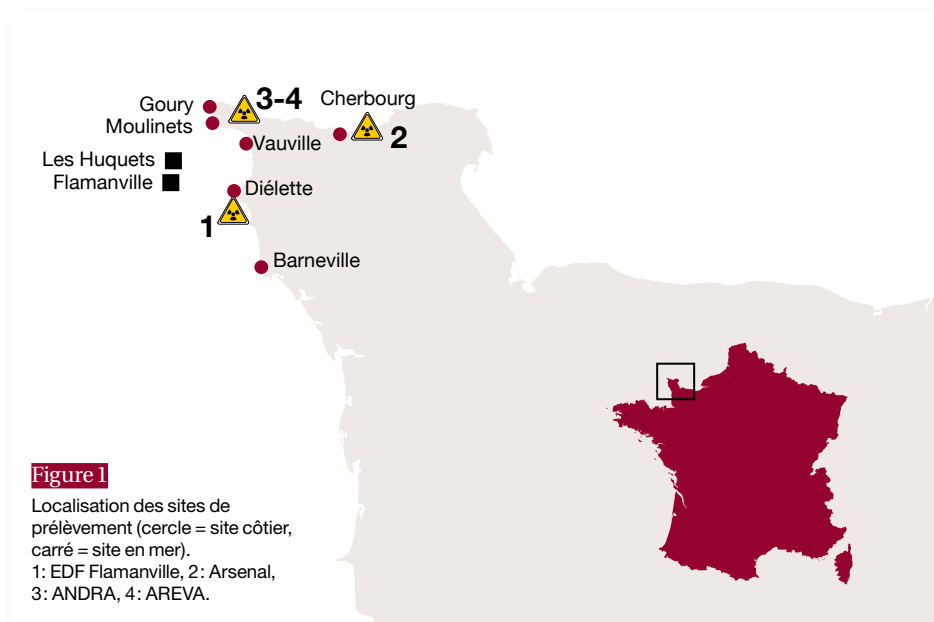 Goury
3-4
Cherbourg
Moulinets
2
Vauville
Les Huquets
Flamanville
Diélette
1
Barneville
Figure 1
Localisation des sites de
prélèvement (cercle = site côtier,
carré = site en mer).
1: EDF Flamanville, 2: Arsenal,
3: ANDRA, 4: AREVA.